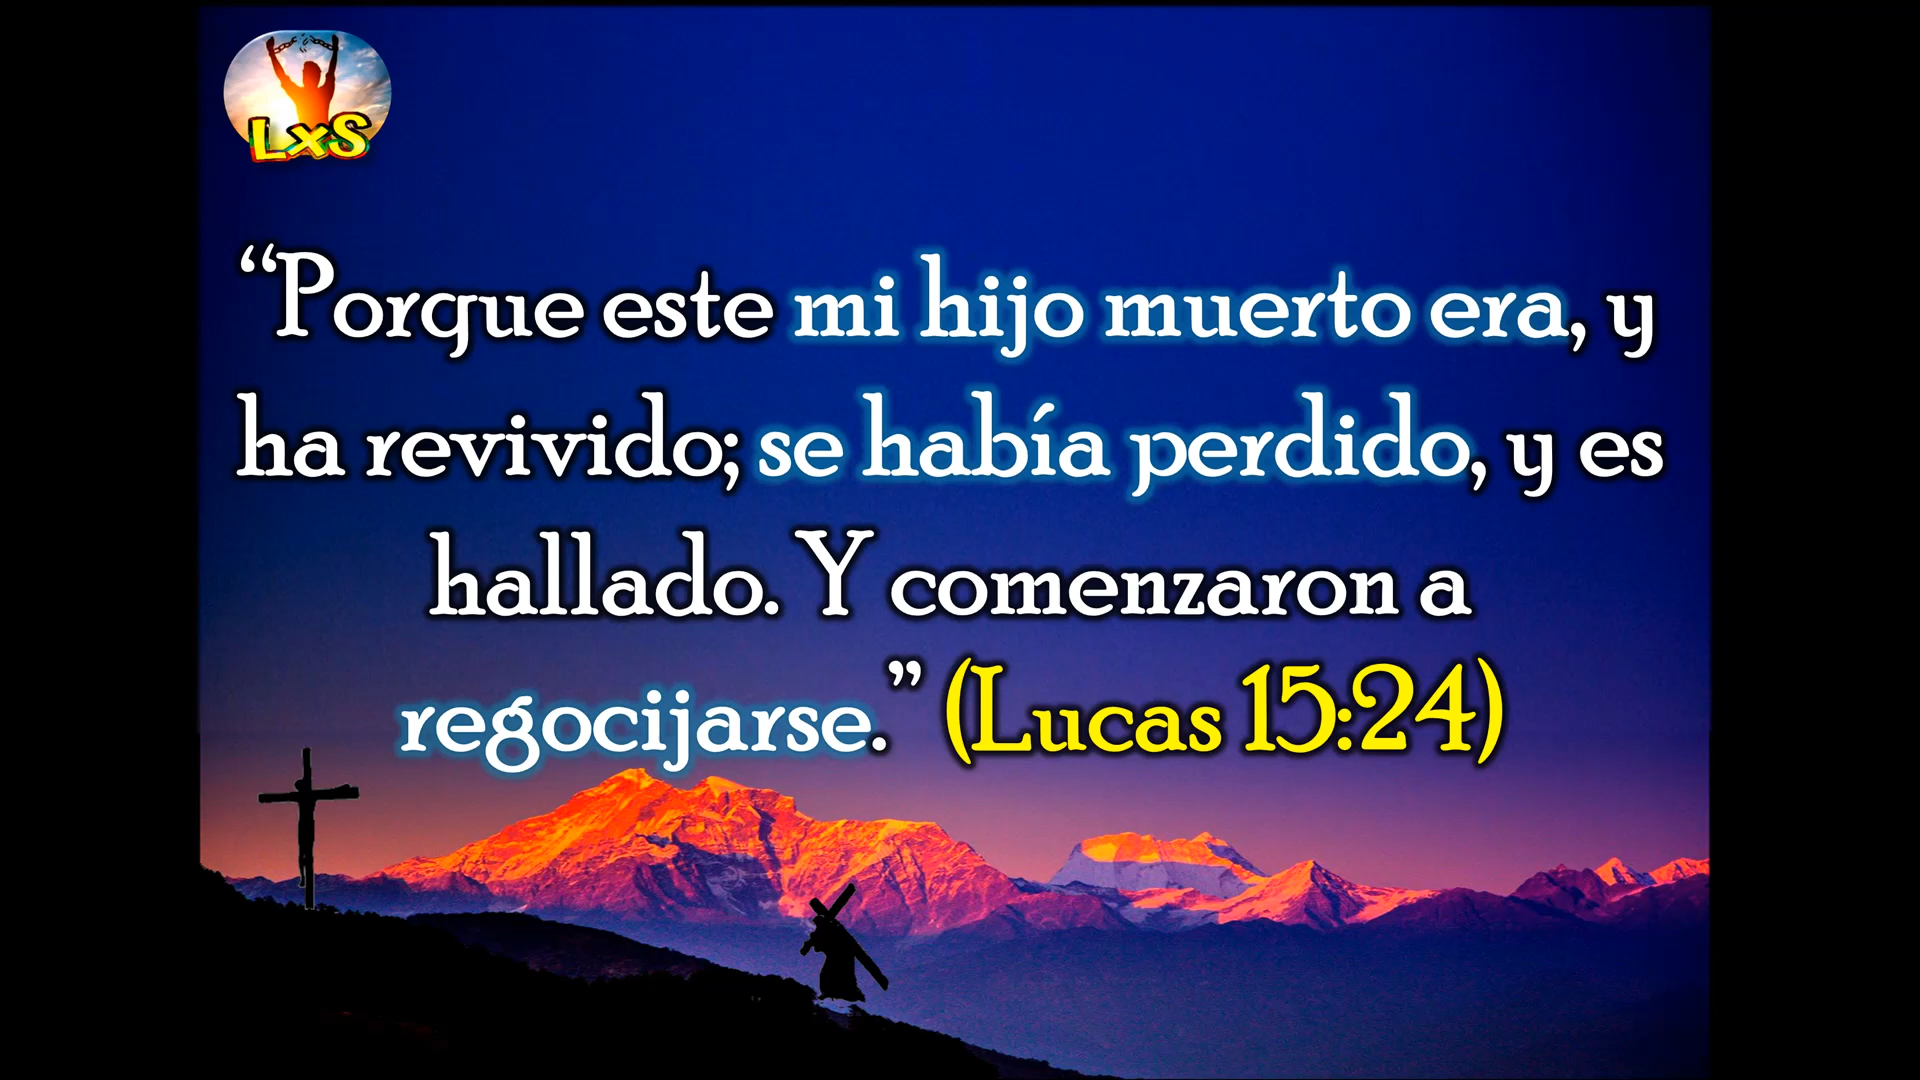 LxS
“Porque este mi hijo muerto era, y
ha revivido; se había perdido, y es
hallado. Y comenzaron a
regocijarse.” (Lucas 15:24)